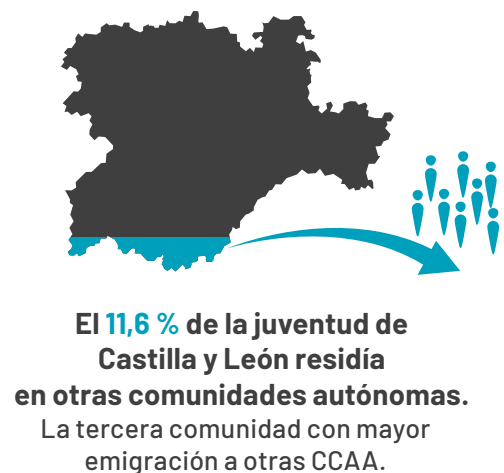 El 11,6 % de la juventud de
Castilla y León residía
en otras comunidades autónomas.
La tercera comunidad con mayor
emigración a otras CCAA.